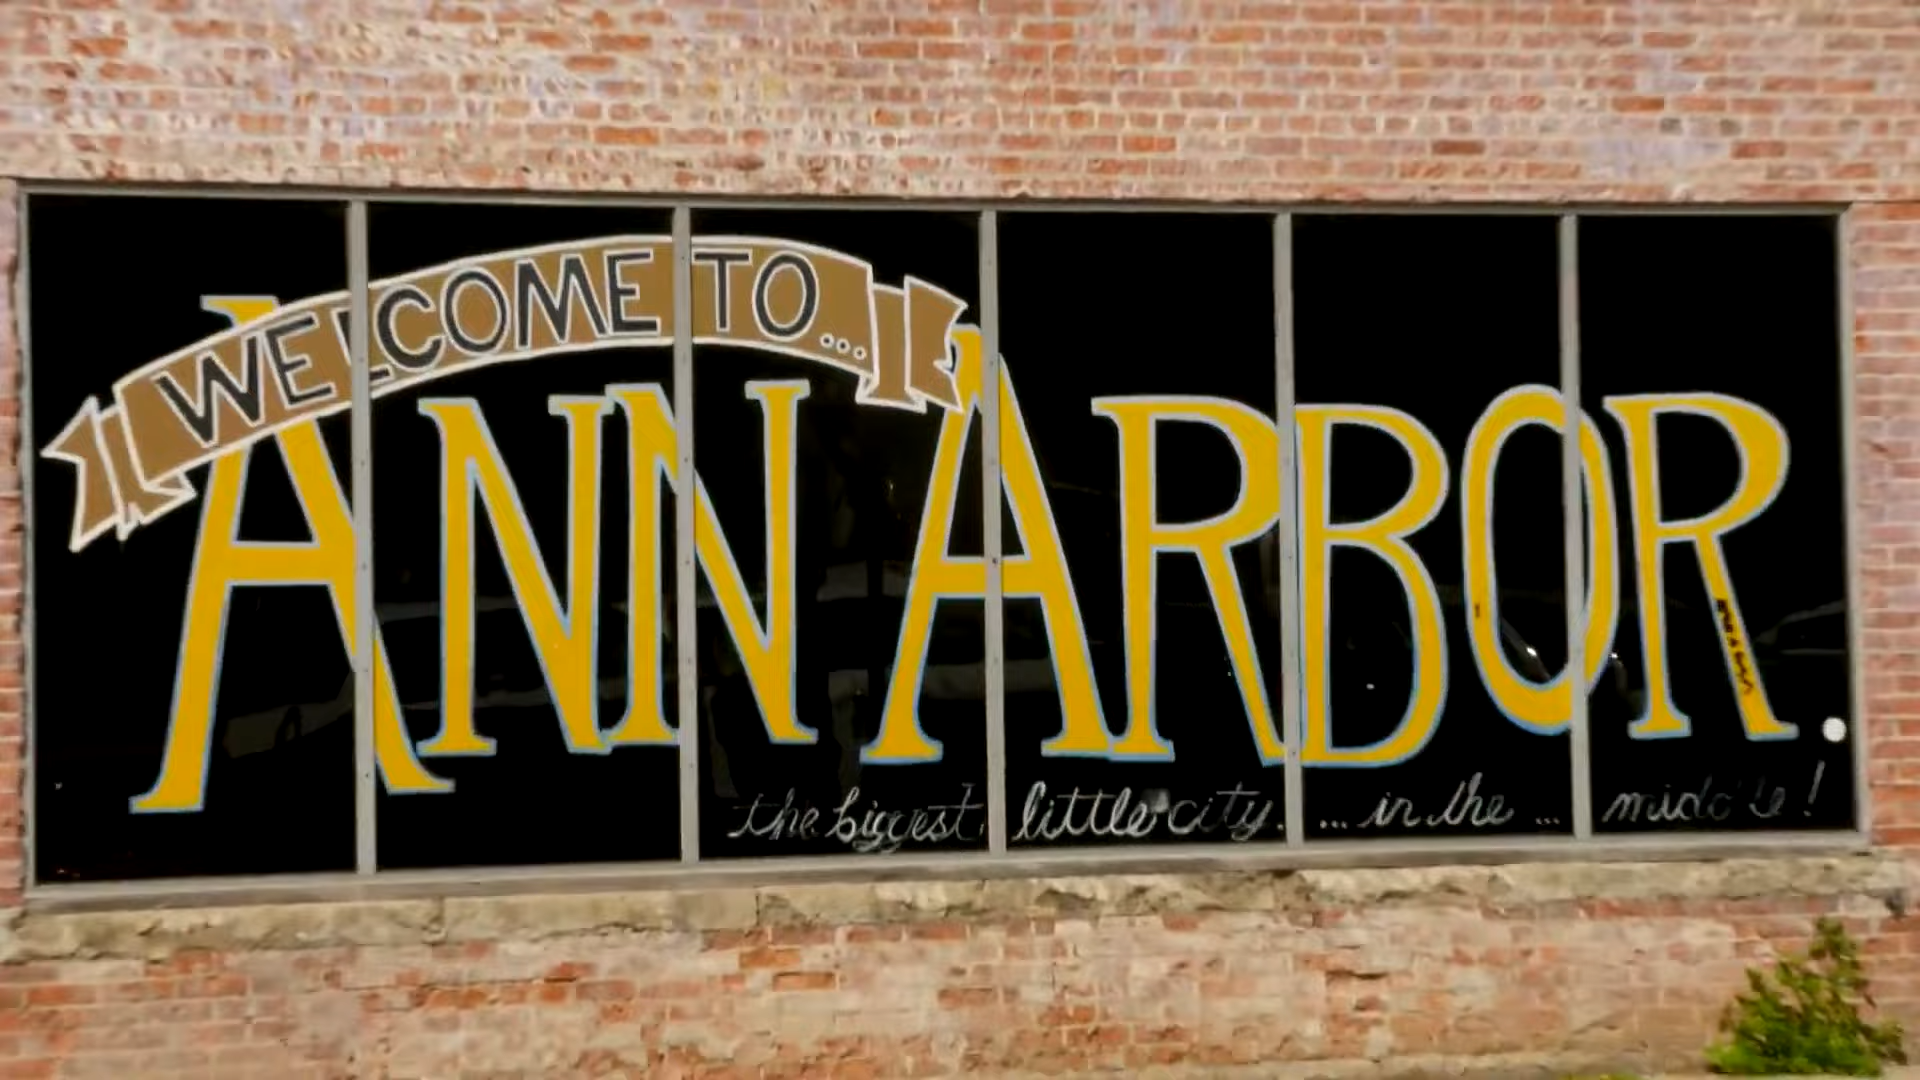 WELCOME TO...
ANN ARBOR
the biggest little city... in the... middle!